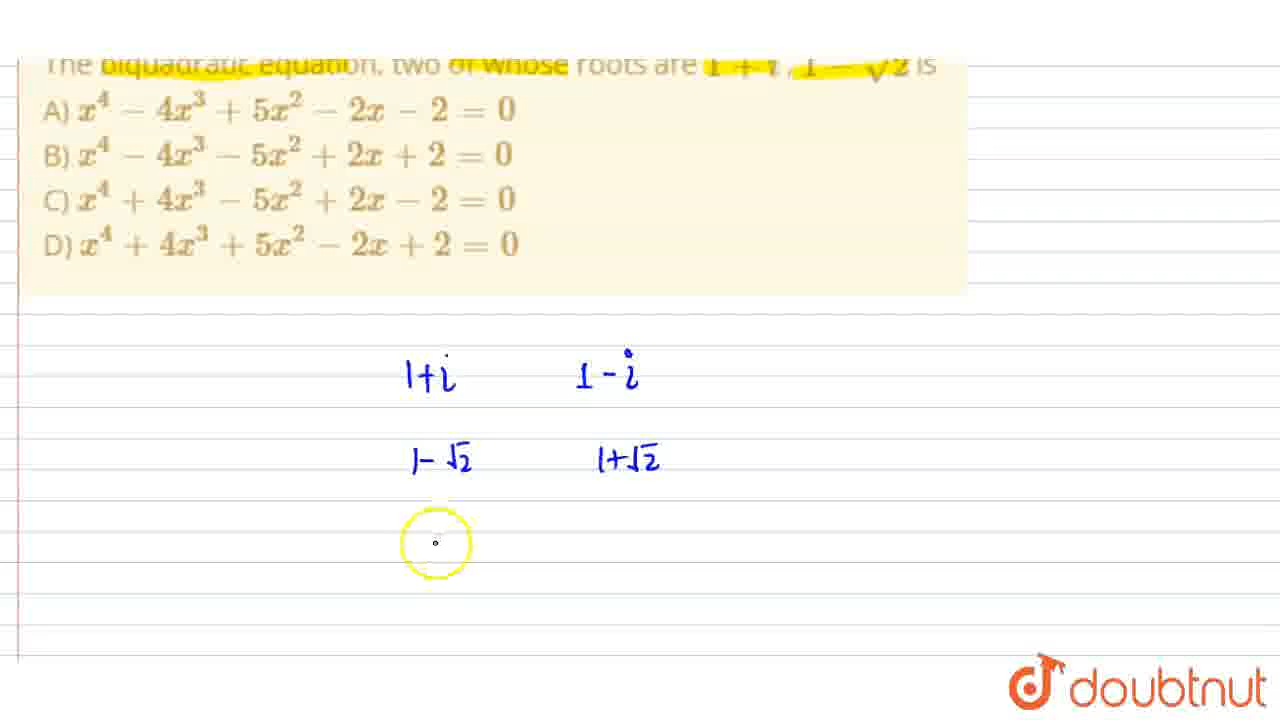 The biquadratic equation, two of whose roots are 1 + i , 1 − √2 is
A) x⁴ − 4x³ + 5x² − 2x − 2 = 0
B) x⁴ − 4x³ − 5x² + 2x + 2 = 0
C) x⁴ + 4x³ − 5x² + 2x − 2 = 0
D) x⁴ + 4x³ + 5x² − 2x + 2 = 0
1+i 1-i
1-√2 1+√2
doubtnut